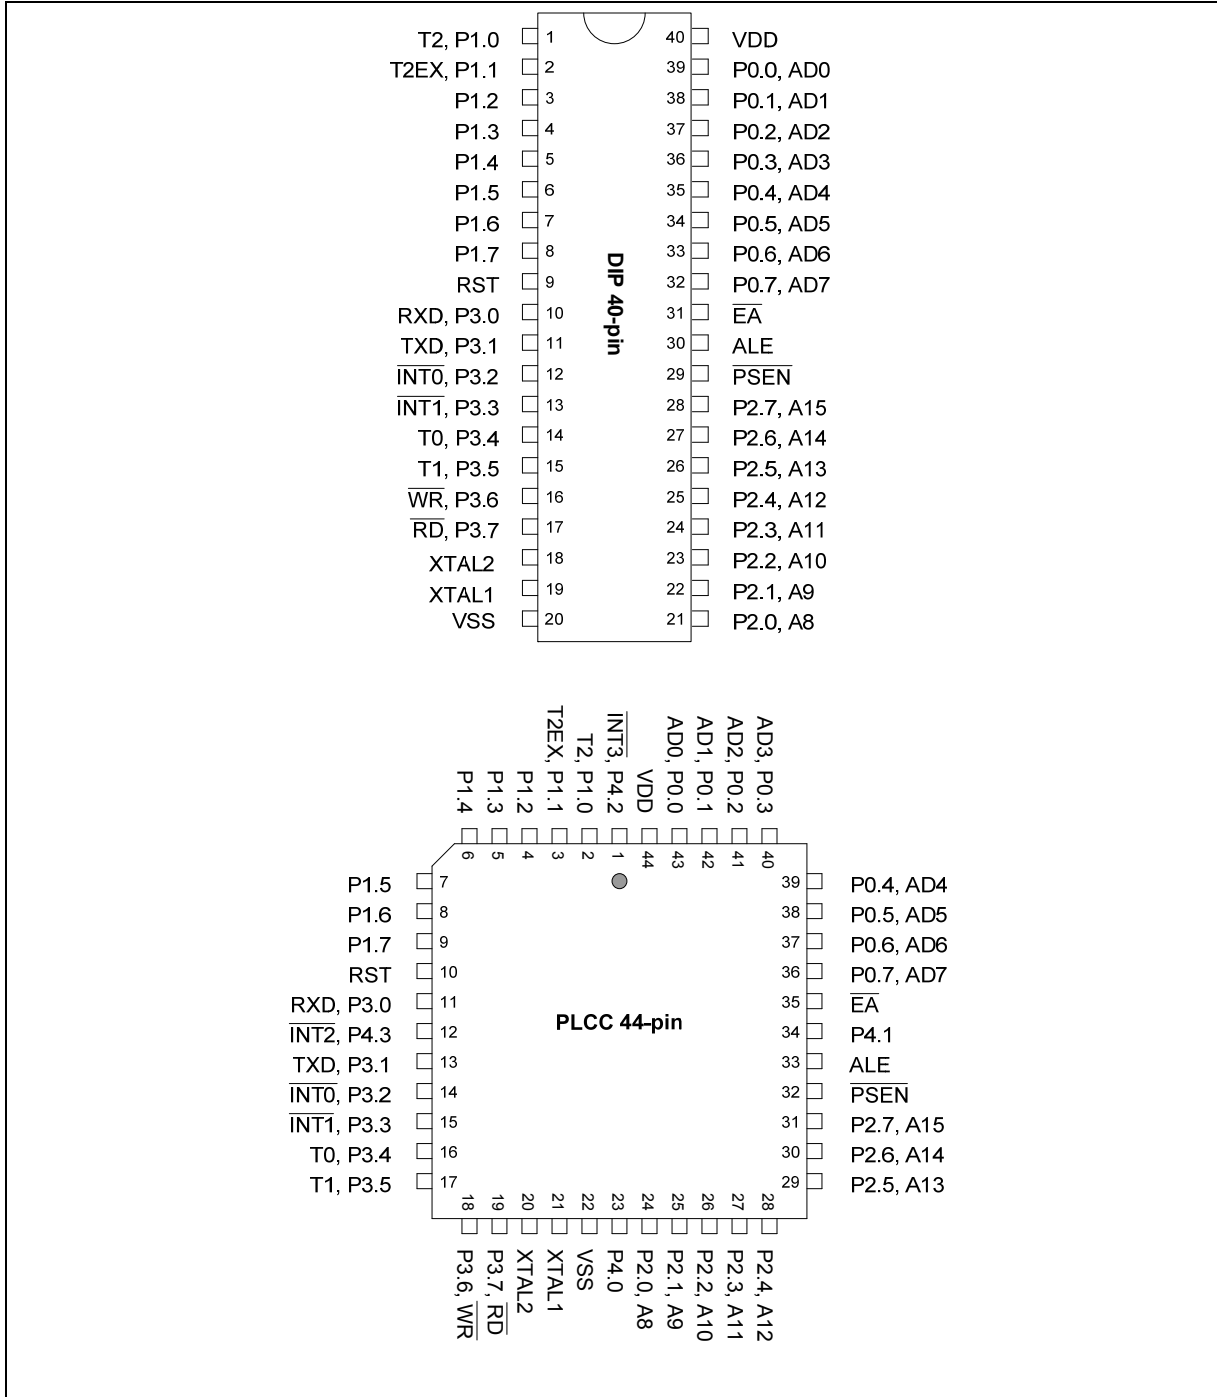 T2, P1.0 1 40 VDD
T2EX, P1.1 2 39 P0.0, AD0
P1.2 3 38 P0.1, AD1
P1.3 4 37 P0.2, AD2
P1.4 5 36 P0.3, AD3
P1.5 6 35 P0.4, AD4
P1.6 7 34 P0.5, AD5
P1.7 8 33 P0.6, AD6
RST 9 32 P0.7, AD7
RXD, P3.0 10 31 EA
TXD, P3.1 11 30 ALE
INT0, P3.2 12 29 PSEN
INT1, P3.3 13 28 P2.7, A15
T0, P3.4 14 27 P2.6, A14
T1, P3.5 15 26 P2.5, A13
WR, P3.6 16 25 P2.4, A12
RD, P3.7 17 24 P2.3, A11
XTAL2 18 23 P2.2, A10
XTAL1 19 22 P2.1, A9
VSS 20 21 P2.0, A8
DIP 40-pin
P1.4 6
P1.3 5
P1.2 4
T2EX, P1.1 3
T2, P1.0 2
INT3, P4.2 1
VDD 44
AD0, P0.0 43
AD1, P0.1 42
AD2, P0.2 41
AD3, P0.3 40
P1.5 7 39 P0.4, AD4
P1.6 8 38 P0.5, AD5
P1.7 9 37 P0.6, AD6
RST 10 36 P0.7, AD7
RXD, P3.0 11 35 EA
INT2, P4.3 12 34 P4.1
TXD, P3.1 13 33 ALE
INT0, P3.2 14 32 PSEN
INT1, P3.3 15 31 P2.7, A15
T0, P3.4 16 30 P2.6, A14
T1, P3.5 17 29 P2.5, A13
PLCC 44-pin
18 P3.6, WR
19 P3.7, RD
20 XTAL2
21 XTAL1
22 VSS
23 P4.0
24 P2.0, A8
25 P2.1, A9
26 P2.2, A10
27 P2.3, A11
28 P2.4, A12